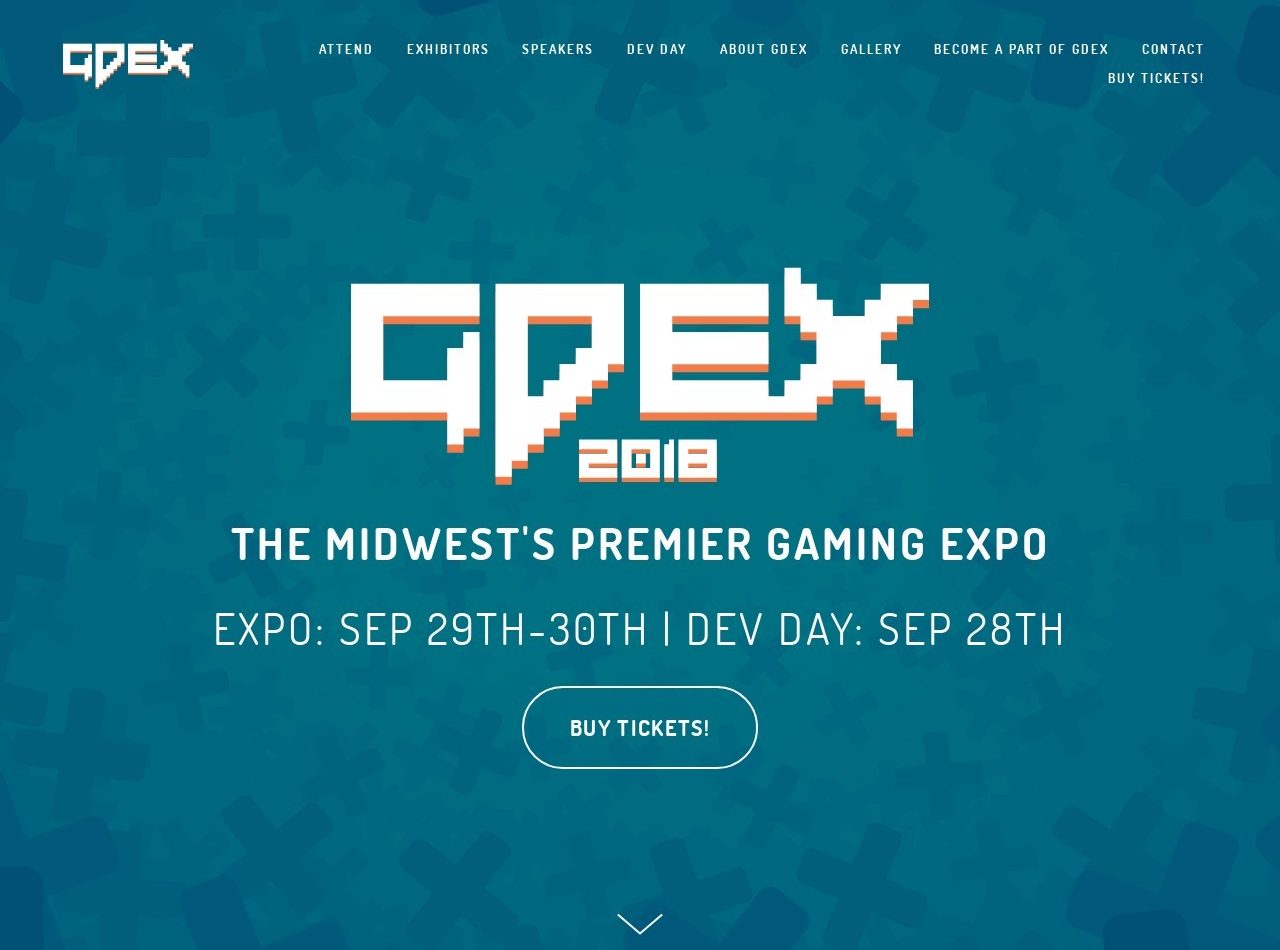 GDEX
ATTEND EXHIBITORS SPEAKERS DEV DAY ABOUT GDEX GALLERY BECOME A PART OF GDEX CONTACT
BUY TICKETS!
GDEX
2018
THE MIDWEST'S PREMIER GAMING EXPO
EXPO: SEP 29TH-30TH | DEV DAY: SEP 28TH
BUY TICKETS!